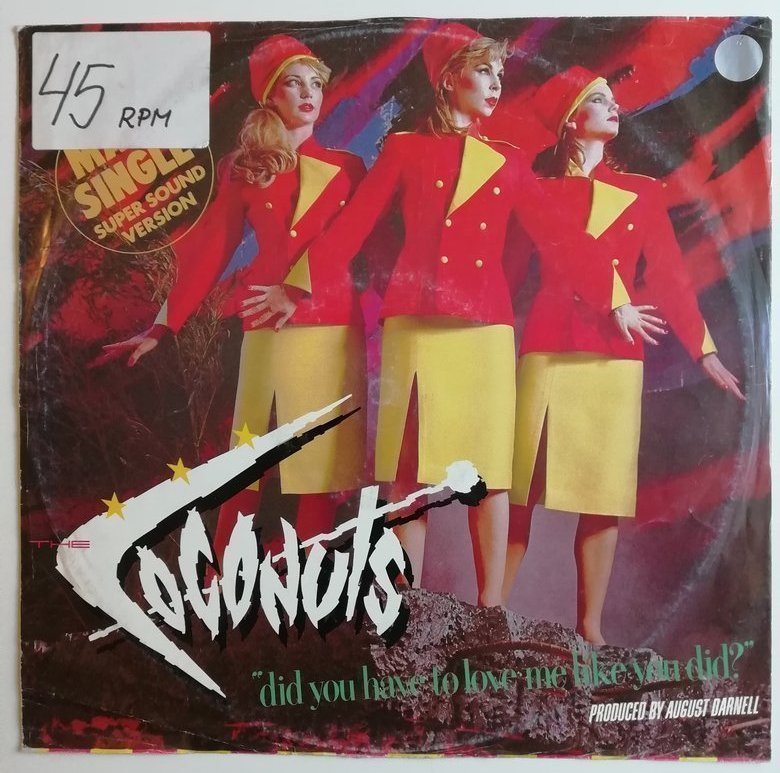 45 RPM
SINGLE
SUPER SOUND
VERSION
THE
COCONUTS
"did you have to love me like you did?"
PRODUCED BY AUGUST DARNELL